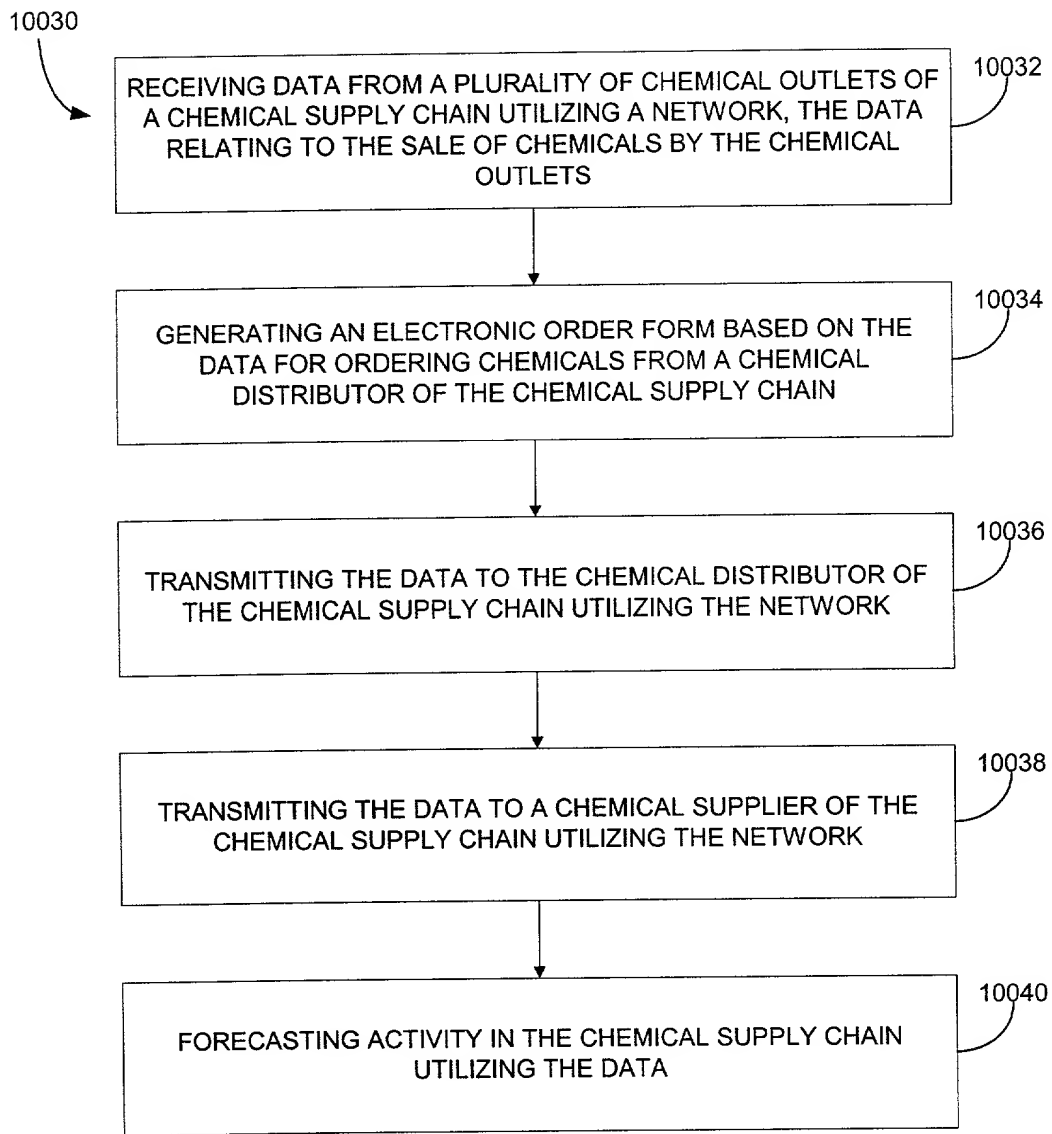 10030
10032
RECEIVING DATA FROM A PLURALITY OF CHEMICAL OUTLETS OF
A CHEMICAL SUPPLY CHAIN UTILIZING A NETWORK, THE DATA
RELATING TO THE SALE OF CHEMICALS BY THE CHEMICAL
OUTLETS
10034
GENERATING AN ELECTRONIC ORDER FORM BASED ON THE
DATA FOR ORDERING CHEMICALS FROM A CHEMICAL
DISTRIBUTOR OF THE CHEMICAL SUPPLY CHAIN
10036
TRANSMITTING THE DATA TO THE CHEMICAL DISTRIBUTOR OF
THE CHEMICAL SUPPLY CHAIN UTILIZING THE NETWORK
10038
TRANSMITTING THE DATA TO A CHEMICAL SUPPLIER OF THE
CHEMICAL SUPPLY CHAIN UTILIZING THE NETWORK
10040
FORECASTING ACTIVITY IN THE CHEMICAL SUPPLY CHAIN
UTILIZING THE DATA